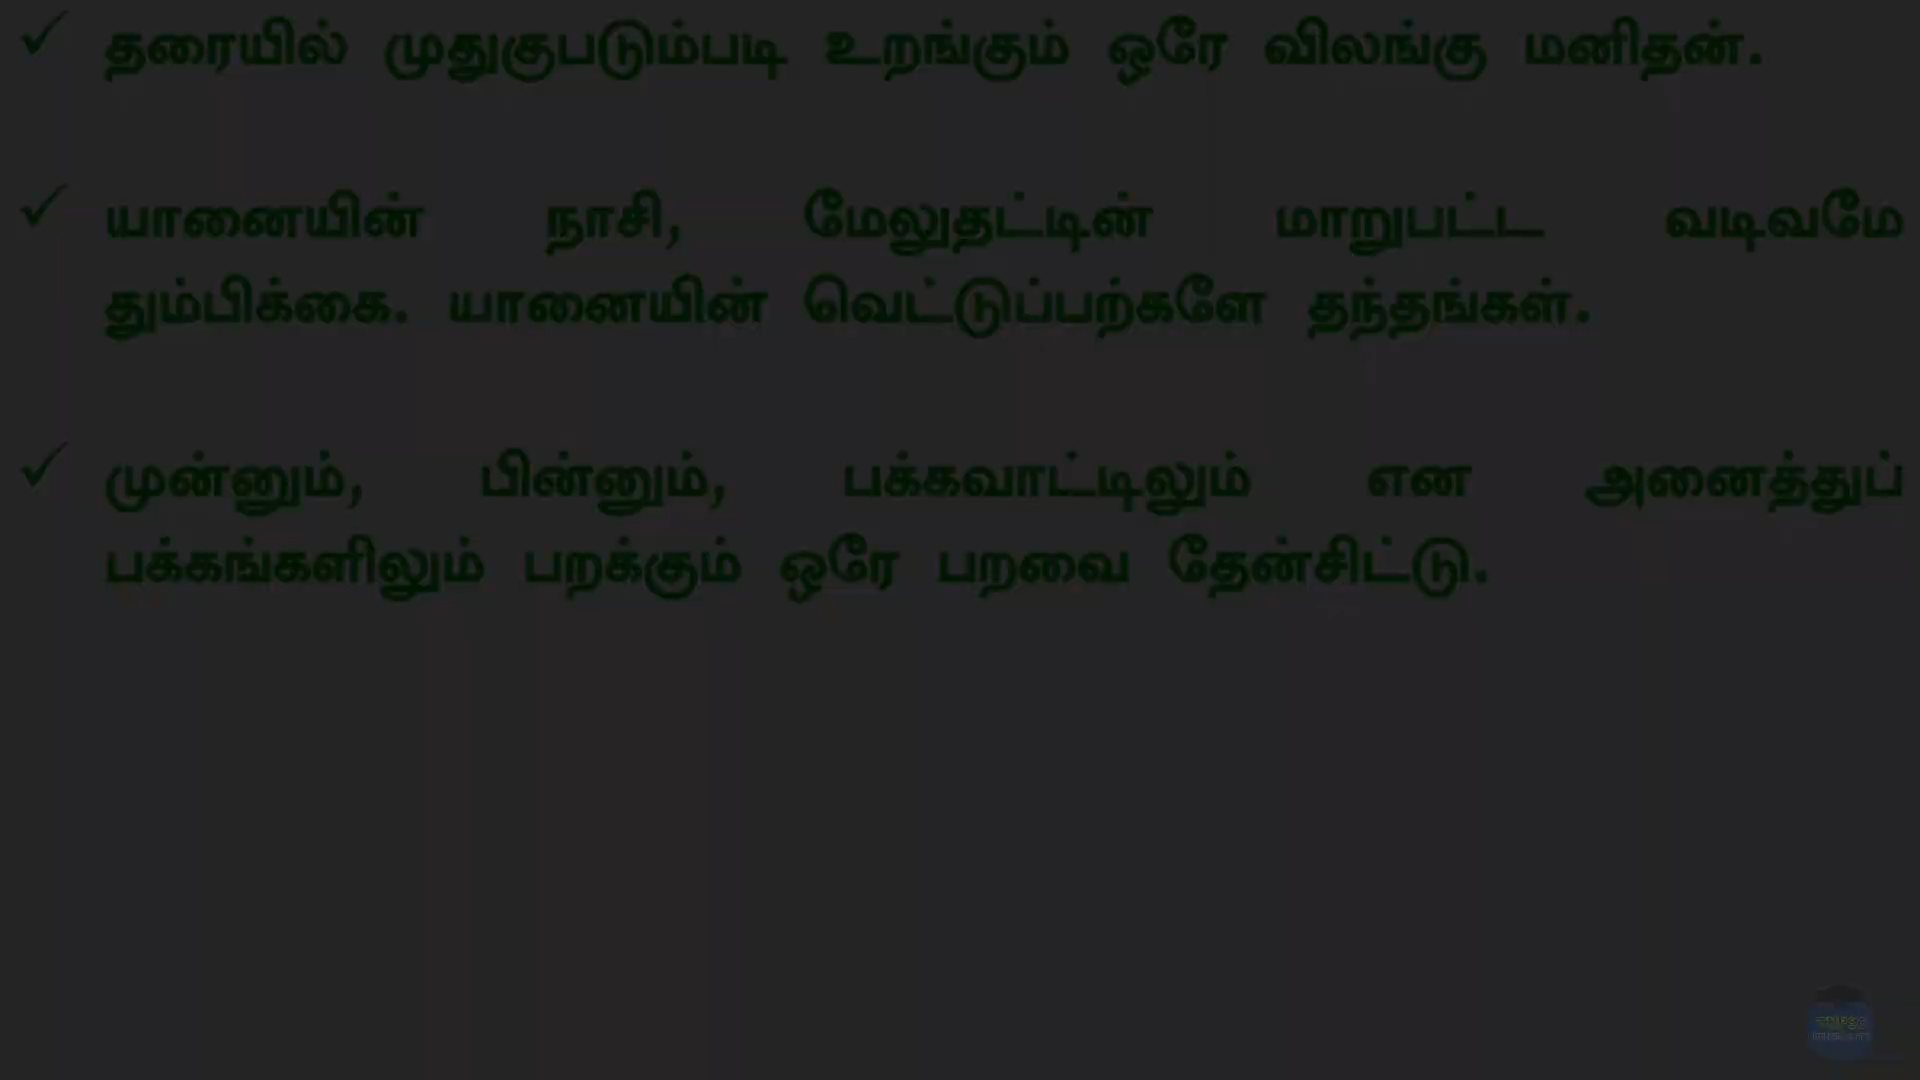 ✓ தரையில் முதுகுபடும்படி உறங்கும் ஒரே விலங்கு மனிதன்.
✓ யானையின் நாசி, மேலுதட்டின் மாறுபட்ட வடிவமே
தும்பிக்கை. யானையின் வெட்டுப்பற்களே தந்தங்கள்.
✓ முன்னும், பின்னும், பக்கவாட்டிலும் என அனைத்துப்
பக்கங்களிலும் பறக்கும் ஒரே பறவை தேன்சிட்டு.